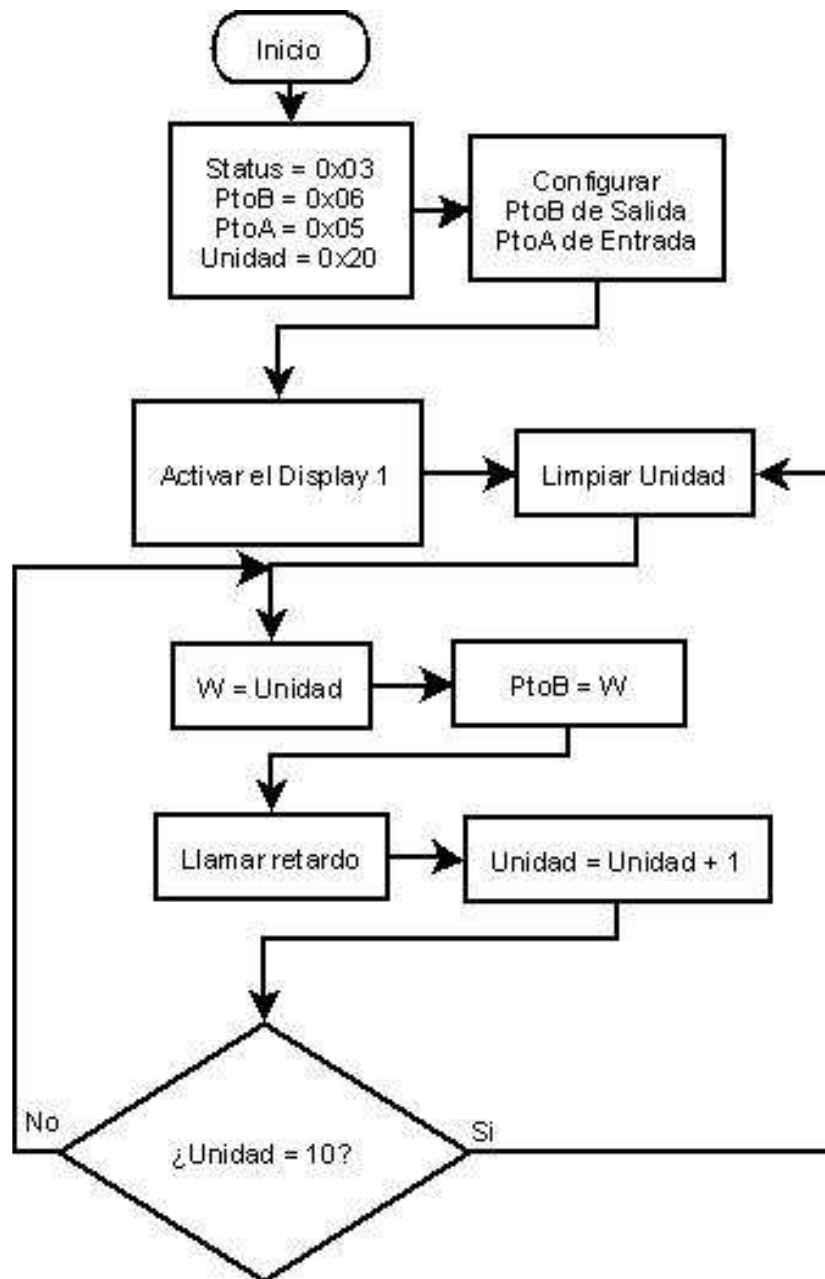 Inicio
Status = 0x03
PtoB = 0x06
PtoA = 0x05
Unidad = 0x20
Configurar
PtoB de Salida
PtoA de Entrada
Activar el Display 1
Limpiar Unidad
W = Unidad
PtoB = W
Llamar retardo
Unidad = Unidad + 1
¿Unidad = 10?
No
Si